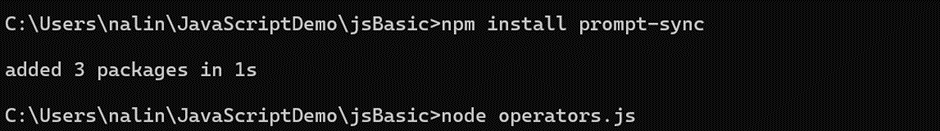 C:\Users\nalin\JavaScriptDemo\jsBasic>npm install prompt-sync
added 3 packages in 1s
C:\Users\nalin\JavaScriptDemo\jsBasic>node operators.js